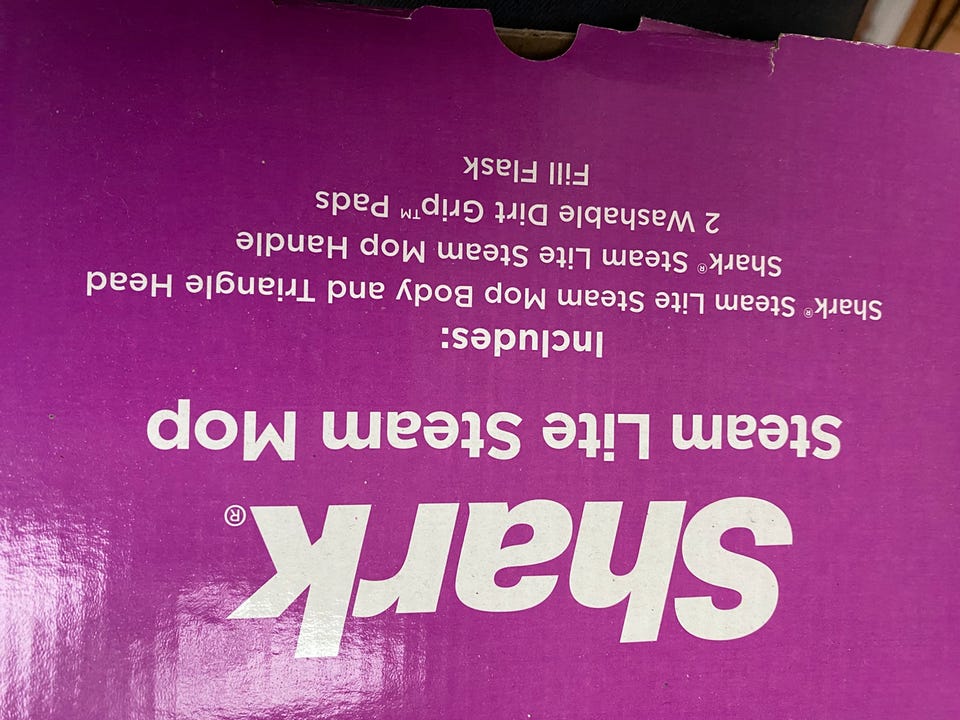 Shark®
Steam Lite Steam Mop
Includes:
Shark® Steam Lite Steam Mop Body and Triangle Head
Shark® Steam Lite Steam Mop Handle
2 Washable Dirt Grip™ Pads
Fill Flask